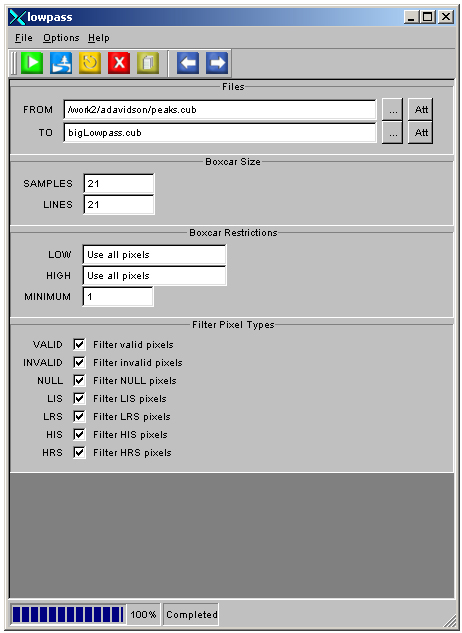 lowpass
File Options Help
Files
FROM /work2/adavidson/peaks.cub ... Att
TO bigLowpass.cub ... Att
Boxcar Size
SAMPLES 21
LINES 21
Boxcar Restrictions
LOW Use all pixels
HIGH Use all pixels
MINIMUM 1
Filter Pixel Types
VALID Filter valid pixels
INVALID Filter invalid pixels
NULL Filter NULL pixels
LIS Filter LIS pixels
LRS Filter LRS pixels
HIS Filter HIS pixels
HRS Filter HRS pixels
100% Completed